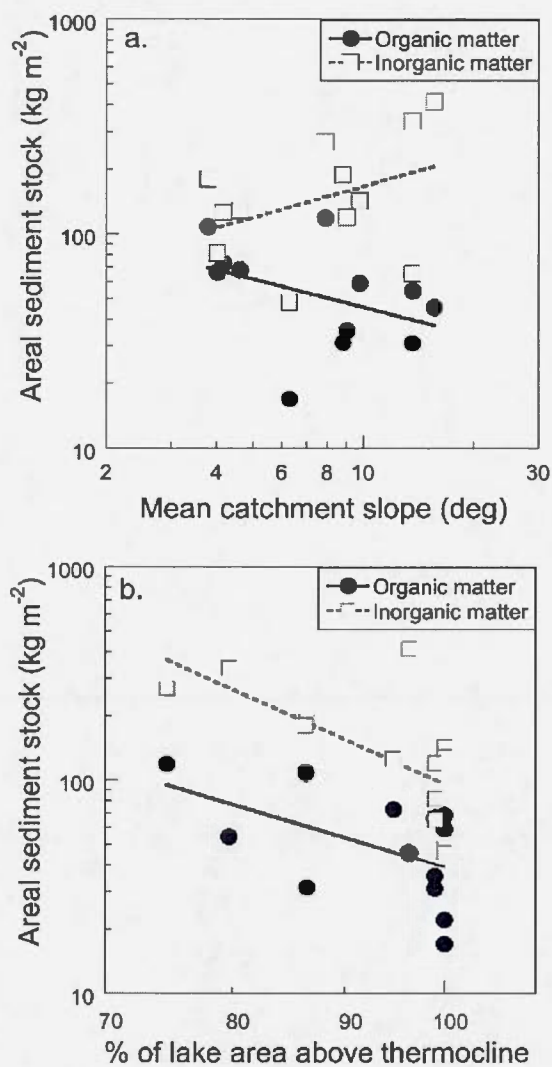 a.
Organic matter
Inorganic matter
Areal sediment stock (kg m-2)
1000
100
10
2 4 6 8 10 30
Mean catchment slope (deg)
b.
Organic matter
Inorganic matter
Areal sediment stock (kg m-2)
1000
100
10
70 80 90 100
% of lake area above thermocline